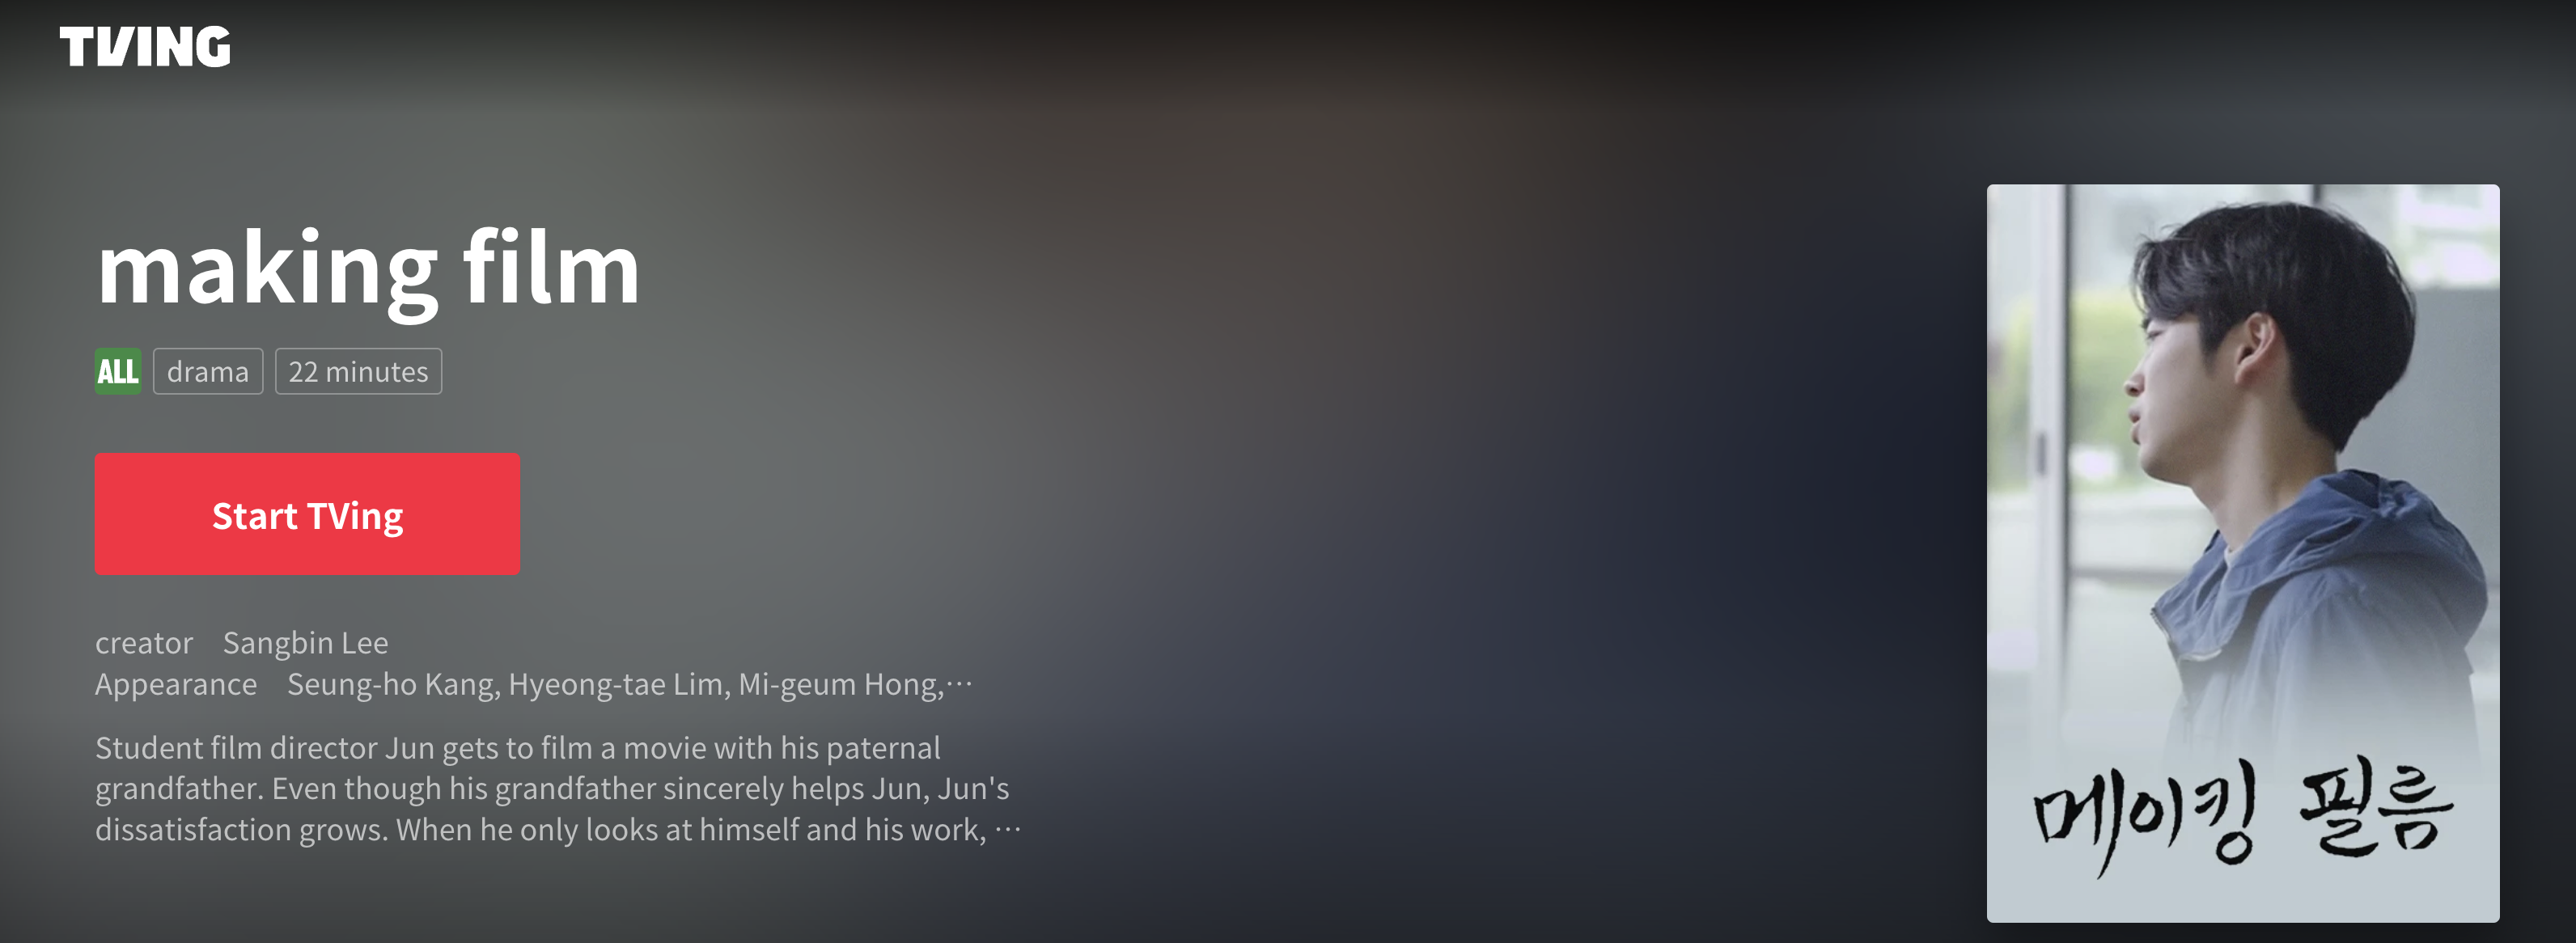 TVING
making film
ALL drama 22 minutes
Start TVing
creator Sangbin Lee
Appearance Seung-ho Kang, Hyeong-tae Lim, Mi-geum Hong,⋯
Student film director Jun gets to film a movie with his paternal
grandfather. Even though his grandfather sincerely helps Jun, Jun's
dissatisfaction grows. When he only looks at himself and his work, ⋯
메이킹 필름